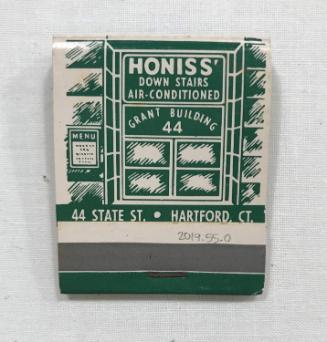 HONISS'
DOWN STAIRS
AIR-CONDITIONED
GRANT BUILDING
44
MENU
44 STATE ST. • HARTFORD, CT.
2019.55.0